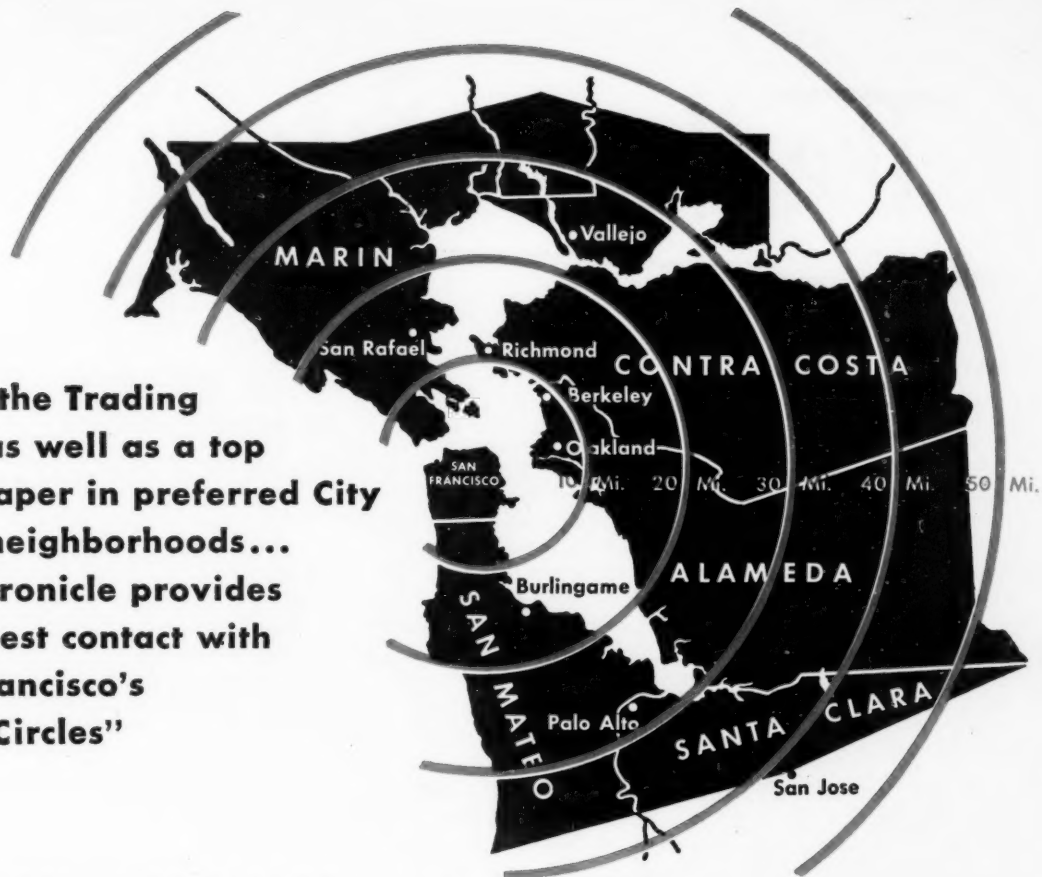 MARIN
Vallejo
San Rafael
Richmond
CONTRA COSTA
Berkeley
Oakland
SAN
FRANCISCO
10 Mi. 20 Mi. 30 Mi. 40 Mi. 50 Mi.
ALAMEDA
Burlingame
SAN MATEO
Palo Alto
SANTA CLARA
San Jose
the Trading
as well as a top
aper in preferred City
neighborhoods...
ronicle provides
est contact with
ancisco's
Circles”